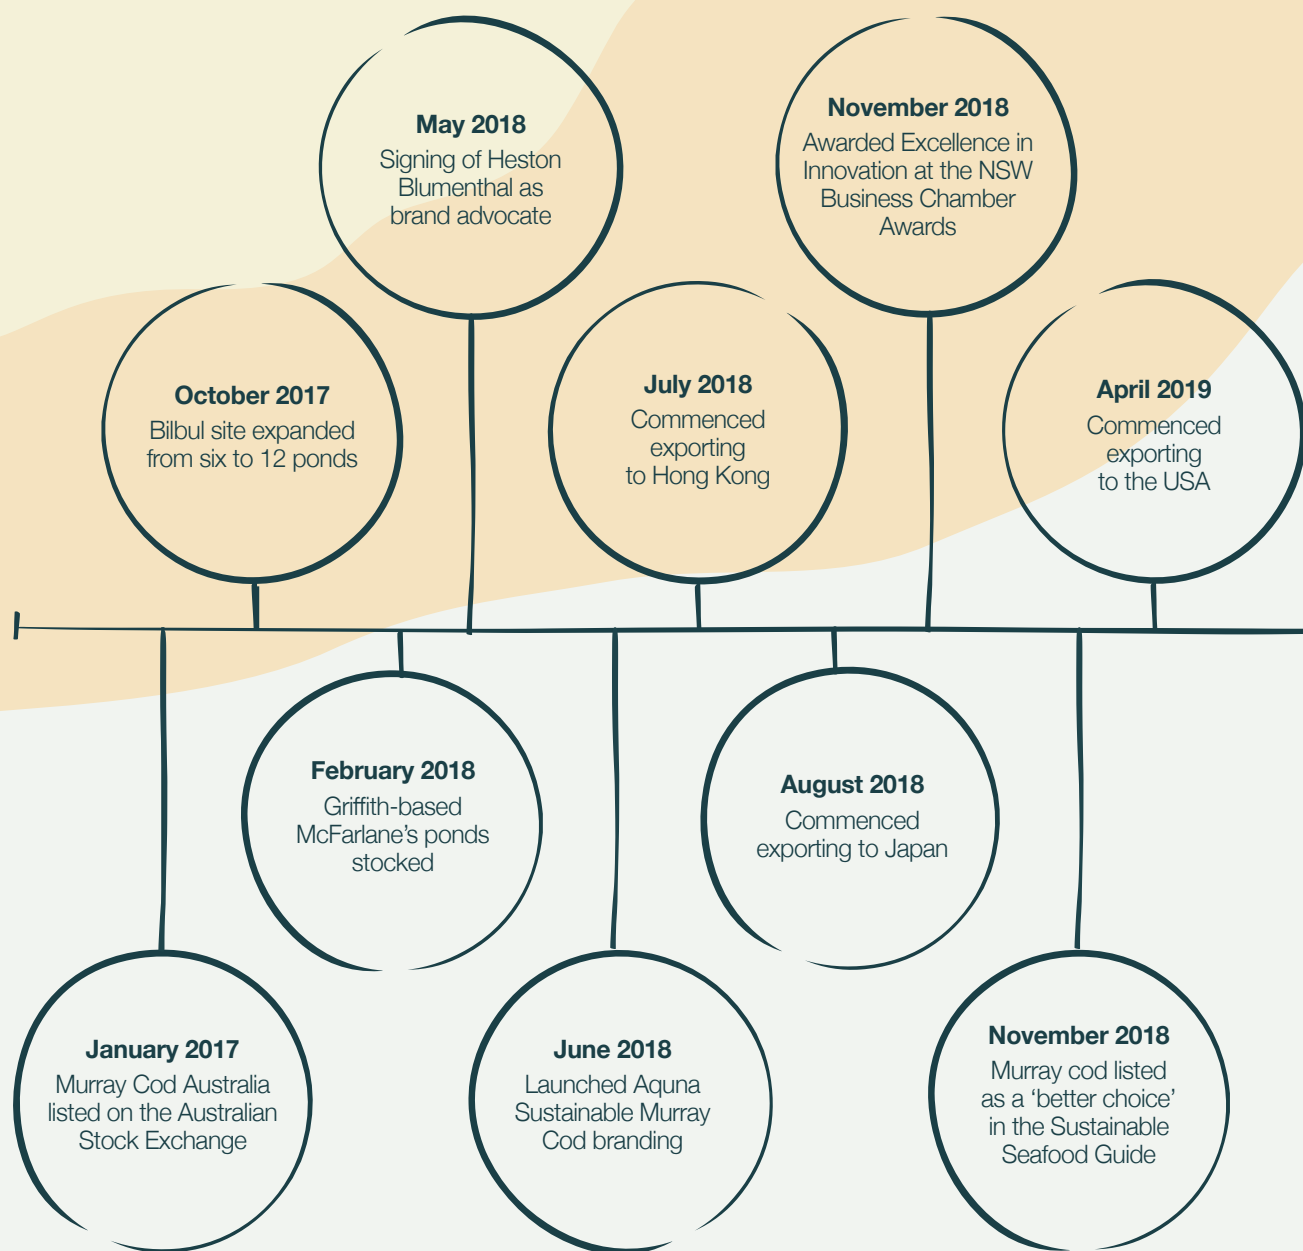 January 2017
Murray Cod Australia
listed on the Australian
Stock Exchange
October 2017
Bilbul site expanded
from six to 12 ponds
February 2018
Griffith-based
McFarlane’s ponds
stocked
May 2018
Signing of Heston
Blumenthal as
brand advocate
June 2018
Launched Aquna
Sustainable Murray
Cod branding
July 2018
Commenced
exporting
to Hong Kong
August 2018
Commenced
exporting to Japan
November 2018
Awarded Excellence in
Innovation at the NSW
Business Chamber
Awards
November 2018
Murray cod listed
as a ‘better choice’
in the Sustainable
Seafood Guide
April 2019
Commenced
exporting
to the USA